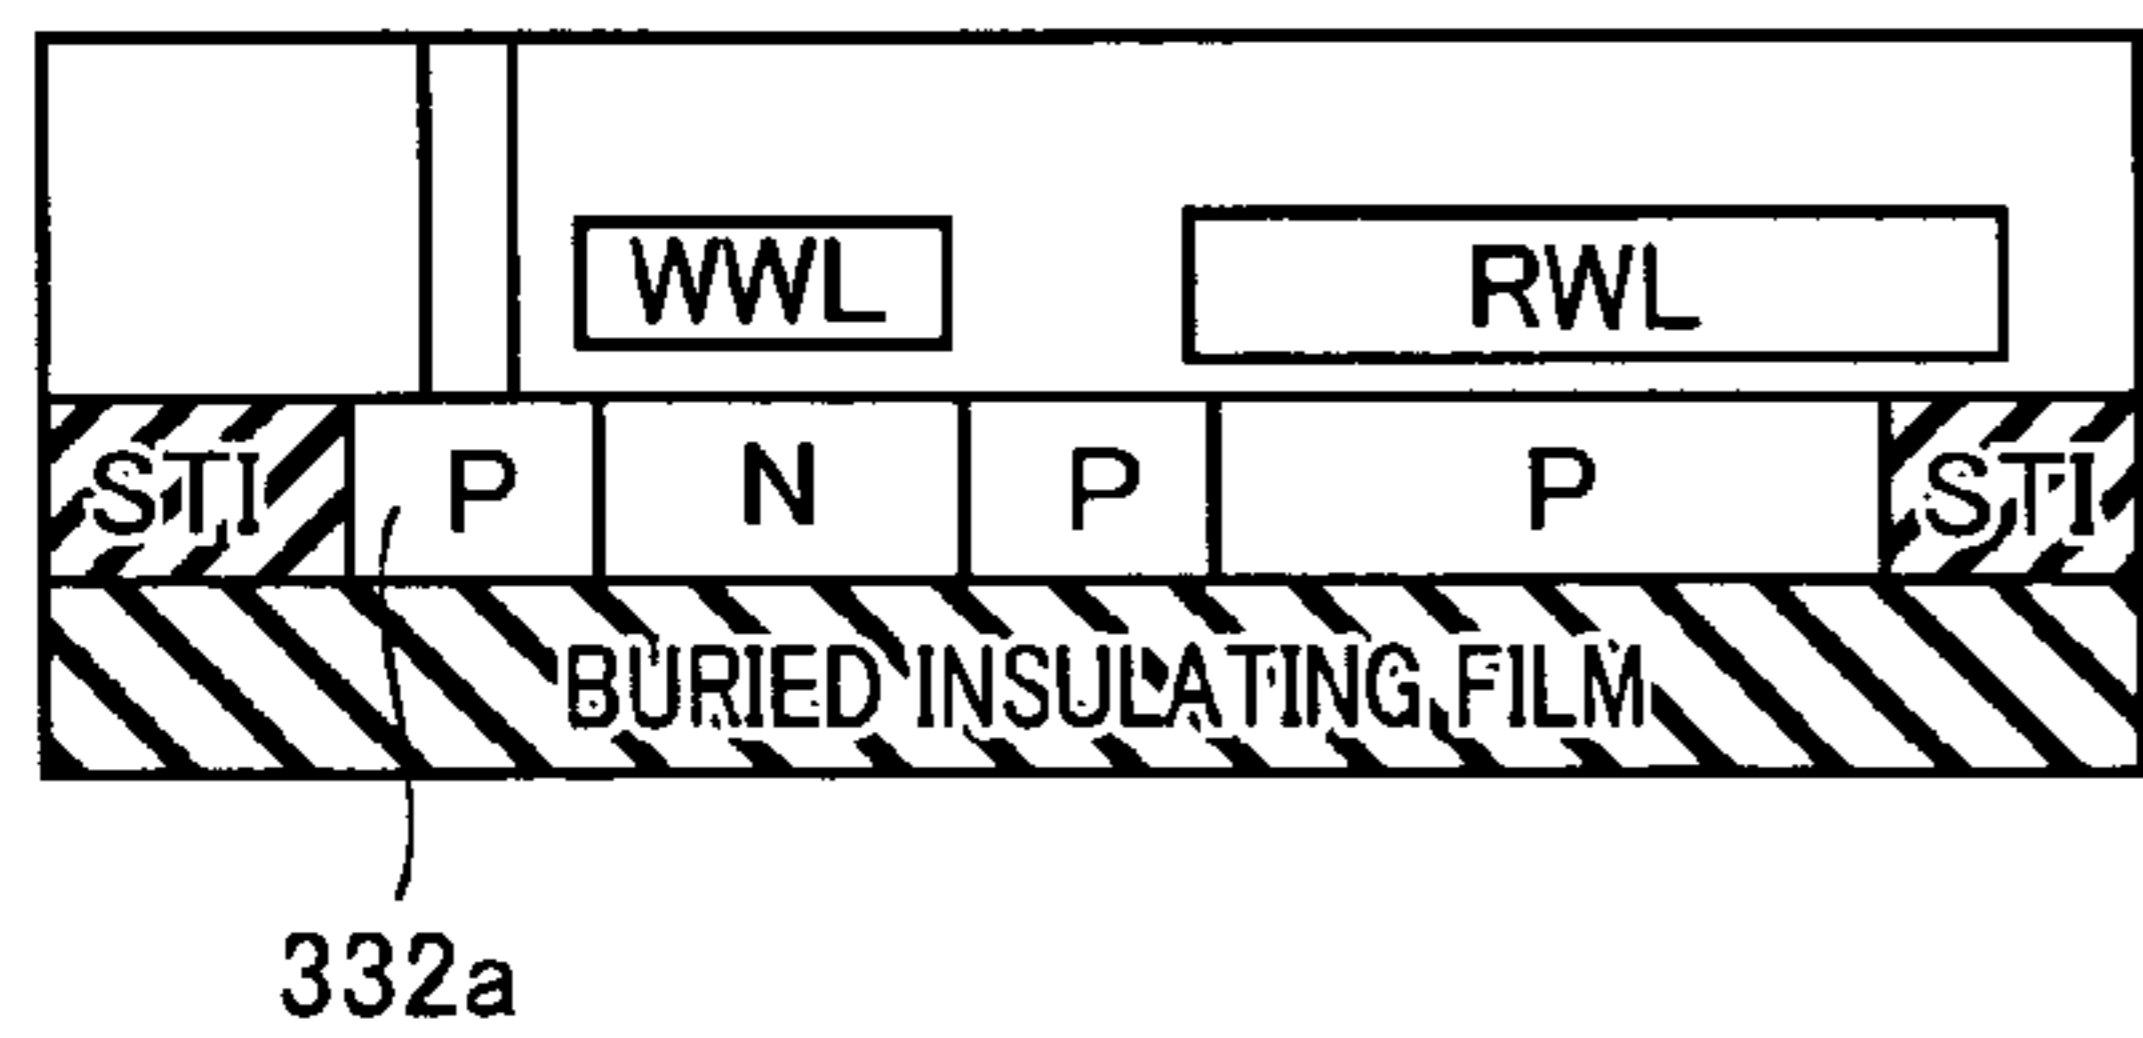 WWL RWL
STI P N P P STI
BURIED INSULATING FILM
332a